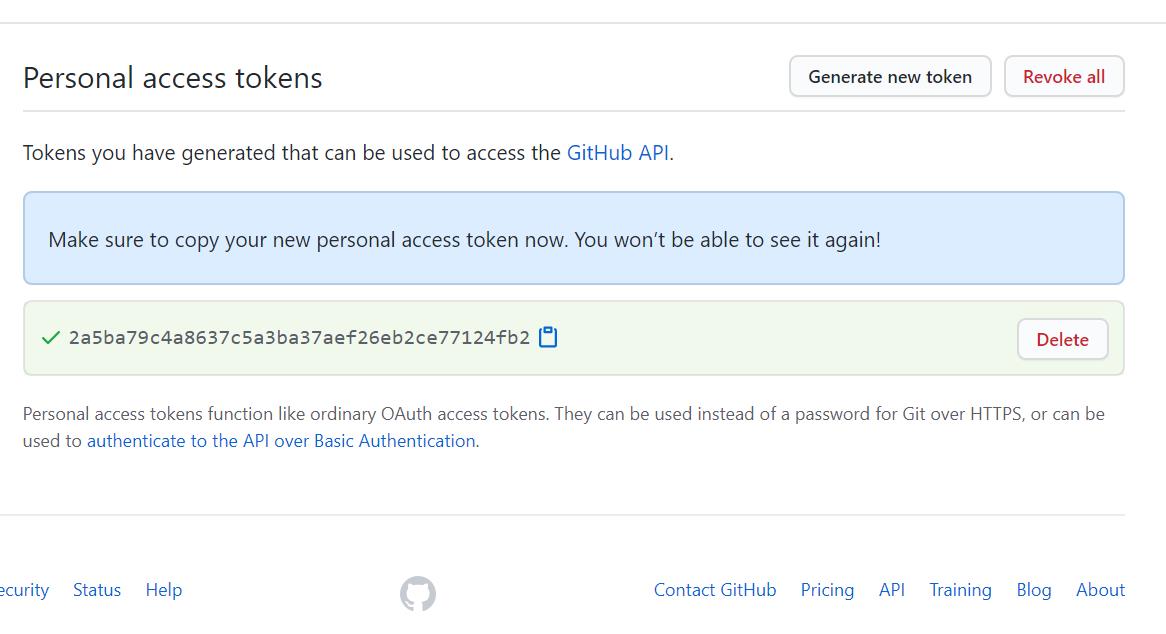 Personal access tokens
Generate new token
Revoke all
Tokens you have generated that can be used to access the GitHub API.
Make sure to copy your new personal access token now. You won’t be able to see it again!
2a5ba79c4a8637c5a3ba37aef26eb2ce77124fb2
Delete
Personal access tokens function like ordinary OAuth access tokens. They can be used instead of a password for Git over HTTPS, or can be
used to authenticate to the API over Basic Authentication.
ecurity Status Help
Contact GitHub Pricing API Training Blog About